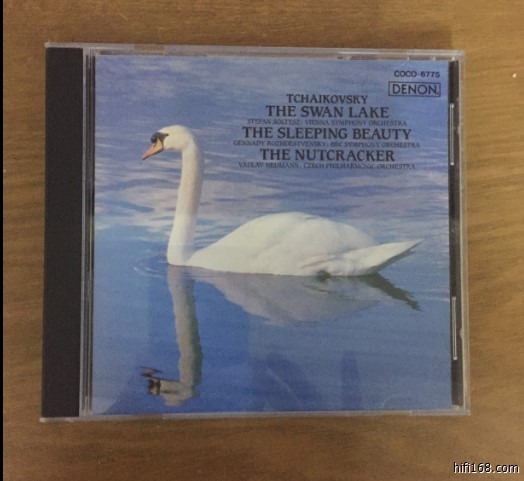 COCO-6775
DENON
TCHAIKOVSKY
THE SWAN LAKE
STEFAN SOLTESZ: VIENNA SYMPHONY ORCHESTRA
THE SLEEPING BEAUTY
GENNADY ROZHDESTVENSKY: BBC SYMPHONY ORCHESTRA
THE NUTCRACKER
VACLAV NEUMANN: CZECH PHILHARMONIC ORCHESTRA
hifi168.com